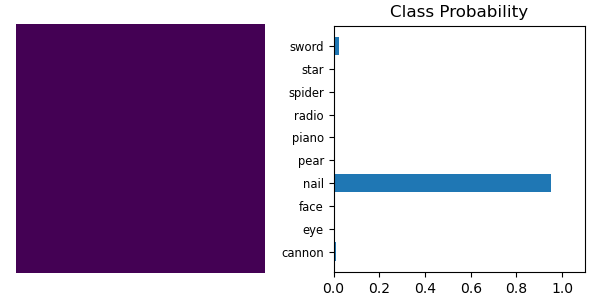 Class Probability
sword
star
spider
radio
piano
pear
nail
face
eye
cannon
0.0 0.2 0.4 0.6 0.8 1.0